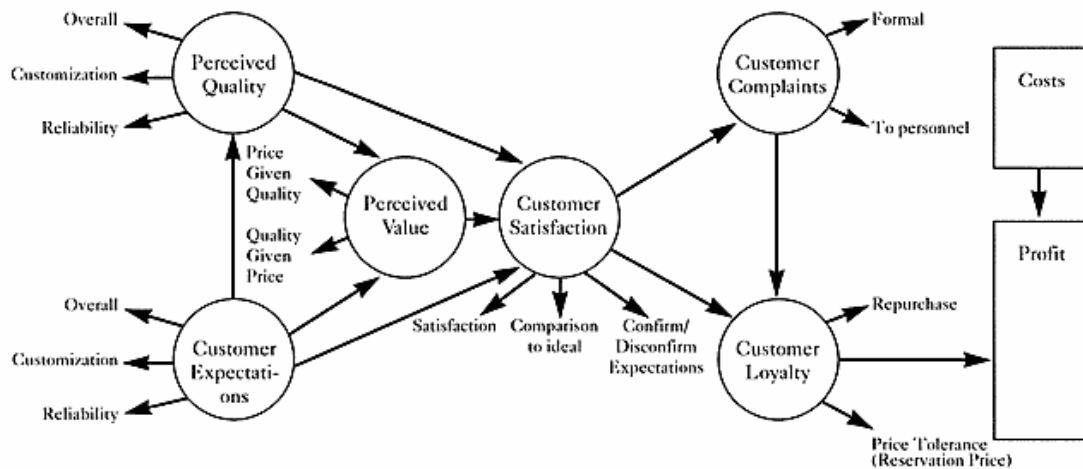 Overall
Customization
Reliability
Perceived
Quality
Price
Given
Quality
Quality
Given
Price
Perceived
Value
Overall
Customization
Reliability
Customer
Expectati-
ons
Customer
Satisfaction
Satisfaction
Comparison
to ideal
Confirm/
Disconfirm
Expectations
Customer
Complaints
Formal
To personnel
Customer
Loyalty
Repurchase
Price Tolerance
(Reservation Price)
Costs
Profit